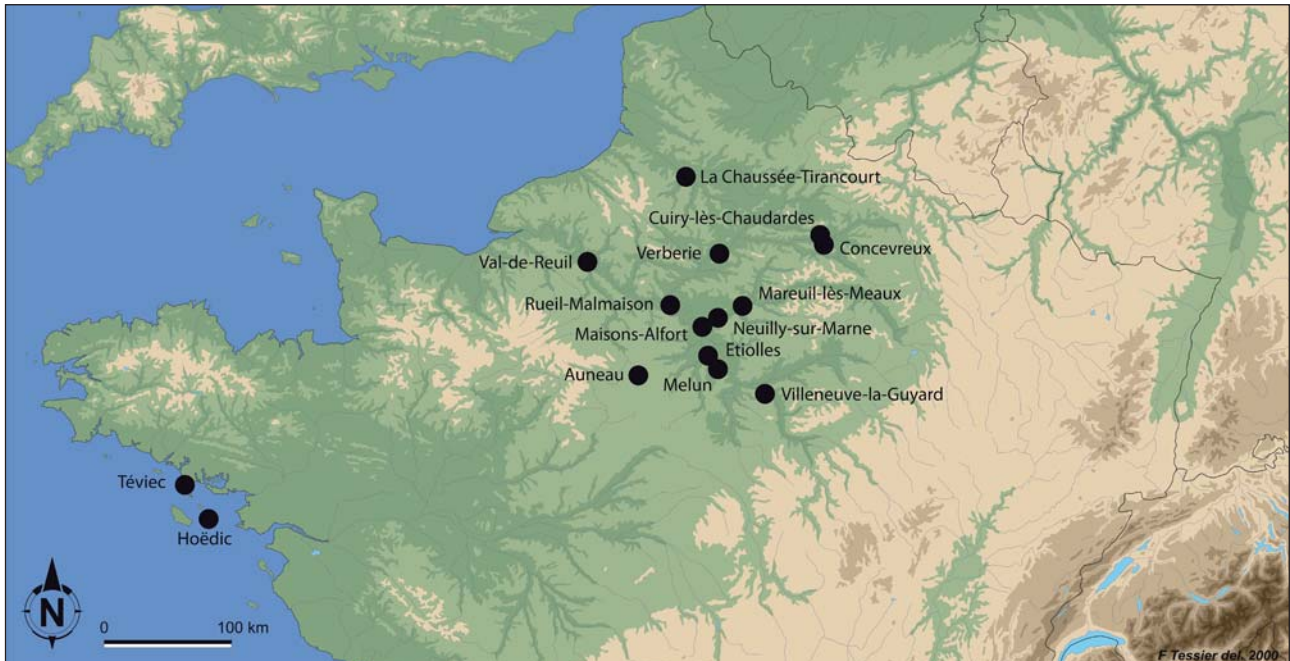 La Chaussée-Tirancourt
Cuiry-lès-Chaudardes
Concevreux
Verberie
Val-de-Reuil
Rueil-Malmaison
Mareuil-lès-Meaux
Neuilly-sur-Marne
Maisons-Alfort
Etiolles
Auneau
Melun
Villeneuve-la-Guyard
Téviec
Hoëdic
N
0
100 km
F Tessier del. 2000